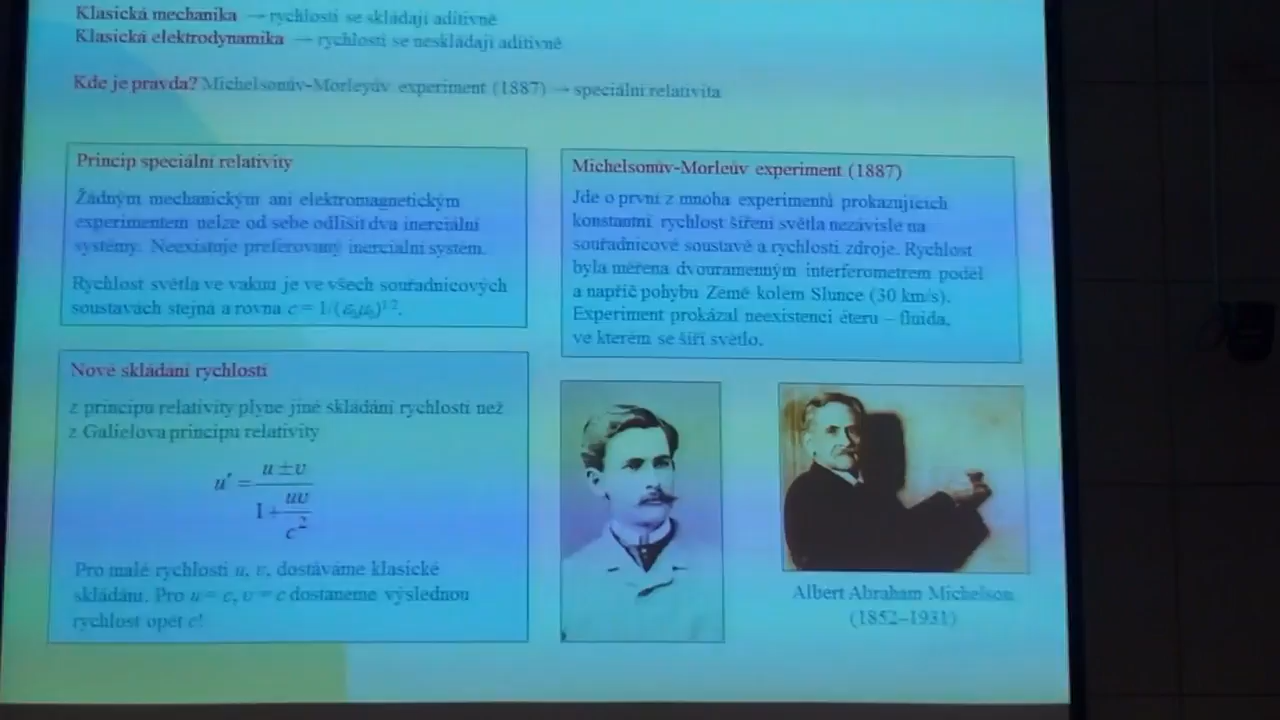 Klasická mechanika → rychlosti se skládají aditivně
Klasická elektrodynamika → rychlosti se neskládají aditivně
Kde je pravda? Michelsonův-Morleyův experiment (1887) → speciální relativita
Princip speciální relativity
Žádným mechanickým ani elektromagnetickým
experimentem nelze od sebe odlišit dva inerciální
systémy. Neexistuje preferovaný inerciální systém.
Rychlost světla ve vakuu je ve všech souřadnicových
soustavách stejná a rovna c = 1/(ε₀μ₀)^1/2.
Michelsonův-Morleův experiment (1887)
Jde o první z mnoha experimentů prokazujících
konstantní rychlost šíření světla nezávisle na
souřadnicové soustavě a rychlosti zdroje. Rychlost
byla měřena dvouramenným interferometrem podél
a napříč pohybu Země kolem Slunce (30 km/s).
Experiment prokázal neexistenci éteru – fluida,
ve kterém se šíří světlo.
Nové skládání rychlostí
z principu relativity plyne jiné skládání rychlostí než
z Galielova principu relativity
u' = (u ± v) / (1 + uv/c²)
Pro malé rychlosti u, v, dostáváme klasické
skládání. Pro u = c, v = c dostaneme výslednou
rychlost opět c!
Albert Abraham Michelson
(1852–1931)